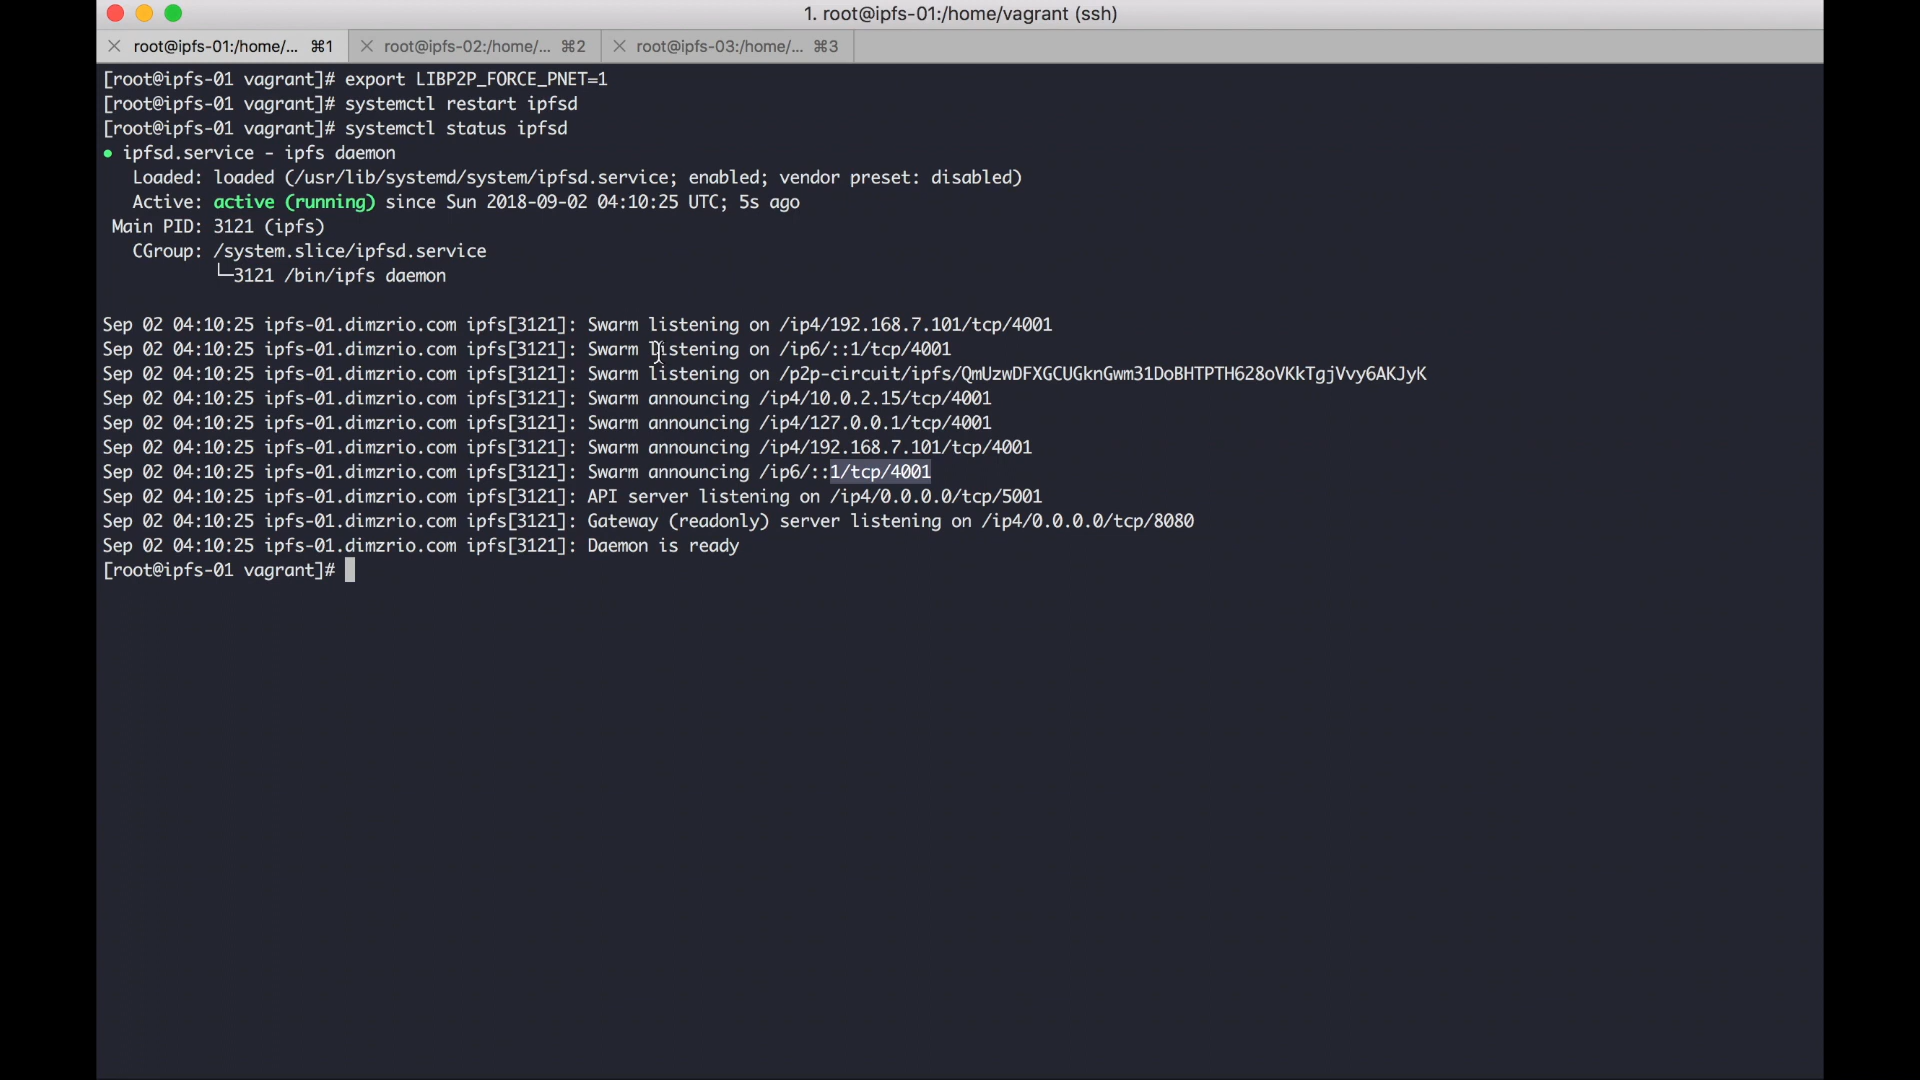 1. root@ipfs-01:/home/vagrant (ssh)
root@ipfs-01:/home/... ⌘1 root@ipfs-02:/home/... ⌘2 root@ipfs-03:/home/... ⌘3
[root@ipfs-01 vagrant]# export LIBP2P_FORCE_PNET=1
[root@ipfs-01 vagrant]# systemctl restart ipfsd
[root@ipfs-01 vagrant]# systemctl status ipfsd
● ipfsd.service - ipfs daemon
Loaded: loaded (/usr/lib/systemd/system/ipfsd.service; enabled; vendor preset: disabled)
Active: active (running) since Sun 2018-09-02 04:10:25 UTC; 5s ago
Main PID: 3121 (ipfs)
CGroup: /system.slice/ipfsd.service
└─3121 /bin/ipfs daemon
Sep 02 04:10:25 ipfs-01.dimzrio.com ipfs[3121]: Swarm listening on /ip4/192.168.7.101/tcp/4001
Sep 02 04:10:25 ipfs-01.dimzrio.com ipfs[3121]: Swarm listening on /ip6/::1/tcp/4001
Sep 02 04:10:25 ipfs-01.dimzrio.com ipfs[3121]: Swarm listening on /p2p-circuit/ipfs/QmUzwDFXGCUGknGwm31DoBHTPTH628oVKkTgjVvy6AKJyK
Sep 02 04:10:25 ipfs-01.dimzrio.com ipfs[3121]: Swarm announcing /ip4/10.0.2.15/tcp/4001
Sep 02 04:10:25 ipfs-01.dimzrio.com ipfs[3121]: Swarm announcing /ip4/127.0.0.1/tcp/4001
Sep 02 04:10:25 ipfs-01.dimzrio.com ipfs[3121]: Swarm announcing /ip4/192.168.7.101/tcp/4001
Sep 02 04:10:25 ipfs-01.dimzrio.com ipfs[3121]: Swarm announcing /ip6/::1/tcp/4001
Sep 02 04:10:25 ipfs-01.dimzrio.com ipfs[3121]: API server listening on /ip4/0.0.0.0/tcp/5001
Sep 02 04:10:25 ipfs-01.dimzrio.com ipfs[3121]: Gateway (readonly) server listening on /ip4/0.0.0.0/tcp/8080
Sep 02 04:10:25 ipfs-01.dimzrio.com ipfs[3121]: Daemon is ready
[root@ipfs-01 vagrant]#